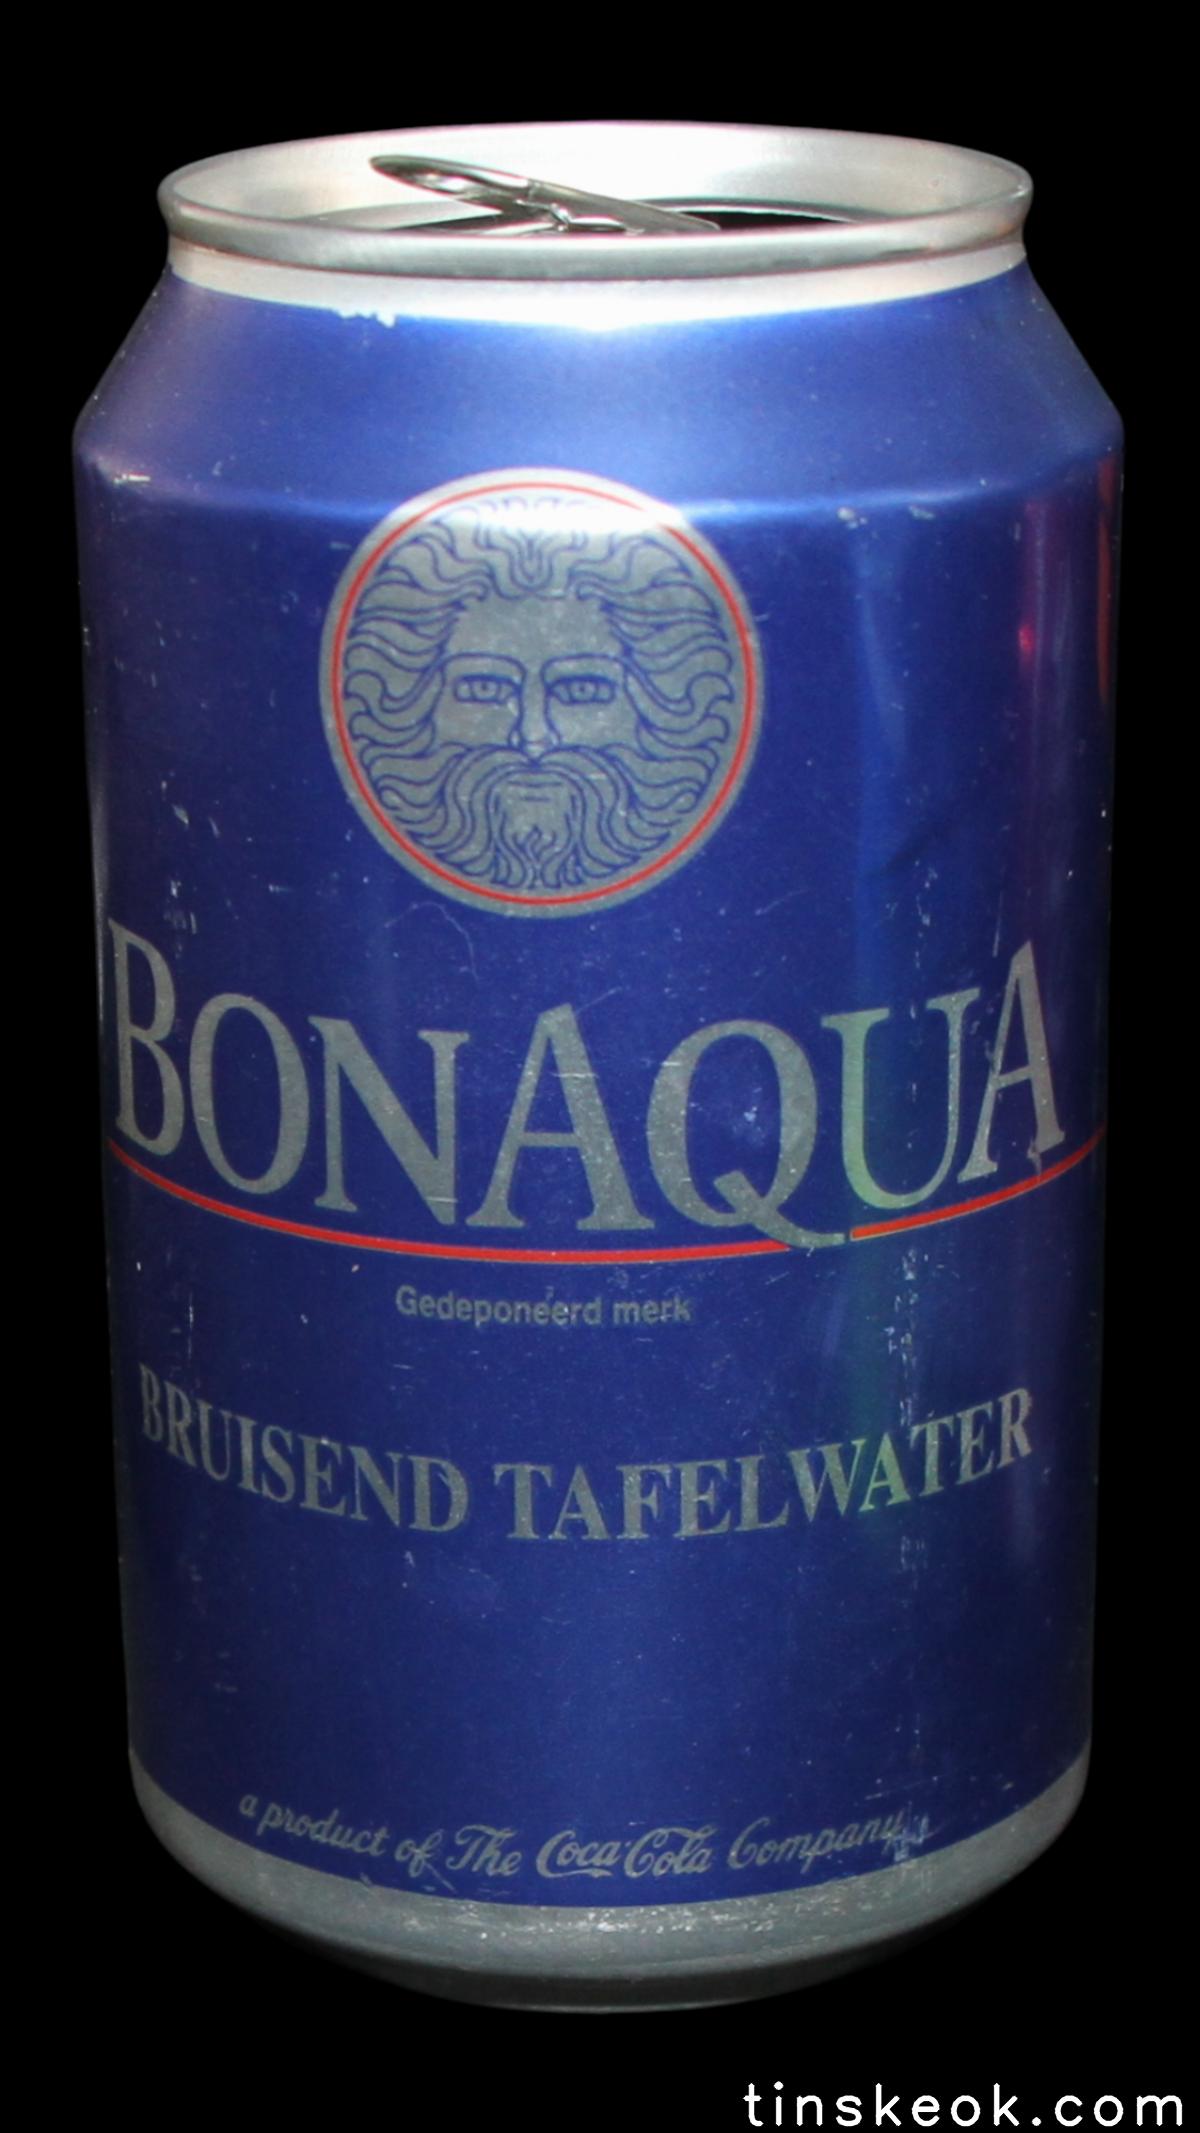 BONAQUA
Gedeponeerd merk
BRUISEND TAFELWATER
a product of The Coca-Cola Company
tinskeok.com